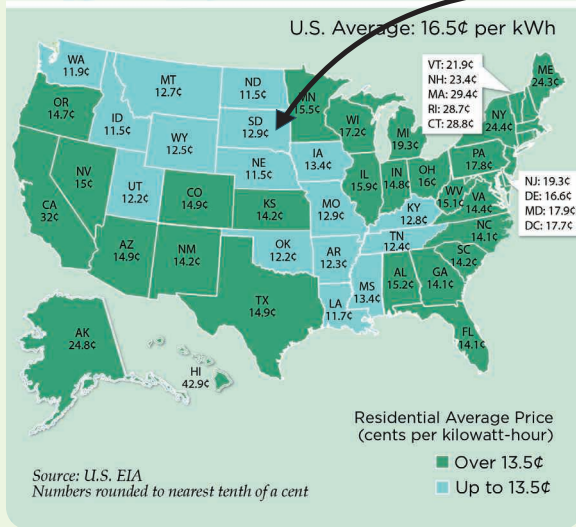 U.S. Average: 16.5¢ per kWh
WA
11.9¢
MT
12.7¢
ND
11.5¢
MN
15.5¢
VT: 21.9¢
NH: 23.4¢
MA: 29.4¢
RI: 28.7¢
CT: 28.8¢
ME
24.3¢
OR
14.7¢
ID
11.5¢
WY
12.5¢
SD
12.9¢
WI
17.2¢
MI
19.3¢
NY
24.4¢
NV
15¢
UT
12.2¢
CO
14.9¢
NE
11.5¢
IA
13.4¢
IL
15.9¢
IN
14.8¢
OH
16¢
PA
17.8¢
NJ: 19.3¢
DE: 16.6¢
MD: 17.9¢
DC: 17.7¢
CA
32¢
KS
14.2¢
MO
12.9¢
KY
12.8¢
WV
15.1¢
VA
14.4¢
AZ
14.9¢
NM
14.2¢
OK
12.2¢
AR
12.3¢
TN
12.4¢
NC
14.1¢
SC
14.2¢
TX
14.9¢
LA
11.7¢
MS
13.4¢
AL
15.2¢
GA
14.1¢
FL
14.1¢
AK
24.8¢
HI
42.9¢
Residential Average Price
(cents per kilowatt-hour)
Over 13.5¢
Up to 13.5¢
Source: U.S. EIA
Numbers rounded to nearest tenth of a cent